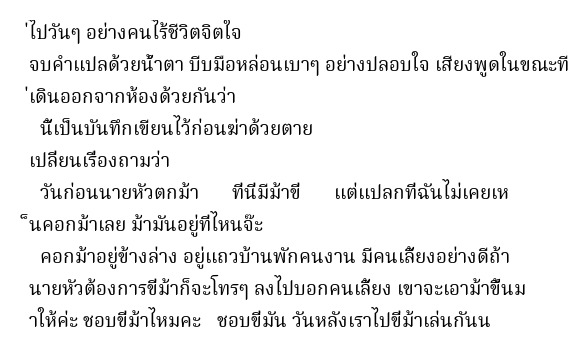 ่ไปวันๆ อย่างคนไร้ชีวิตจิตใจ
จบคำแปลด้วยน้ำตา บีบมือหล่อนเบาๆ อย่างปลอบใจ เสียงพูดในขณะที
่เดินออกจากห้องด้วยกันว่า
นี่เป็นบันทึกเขียนไว้ก่อนฆ่าด้วยตาย
เปลี่ยนเรื่องถามว่า
วันก่อนนายหัวตกม้า ที่นี่มีม้าขี่ แต่แปลกที่ฉันไม่เคยเห
็นคอกม้าเลย ม้ามันอยู่ที่ไหนจ๊ะ
คอกม้าอยู่ข้างล่าง อยู่แถวบ้านพักคนงาน มีคนเลี้ยงอย่างดีถ้า
นายหัวต้องการขี่ม้าก็จะโทรฯ ลงไปบอกคนเลี้ยง เขาจะเอาม้าขึ้นม
าให้ค่ะ ชอบขี่ม้าไหมคะ ชอบขี่มัน วันหลังเราไปขี่ม้าเล่นกันน